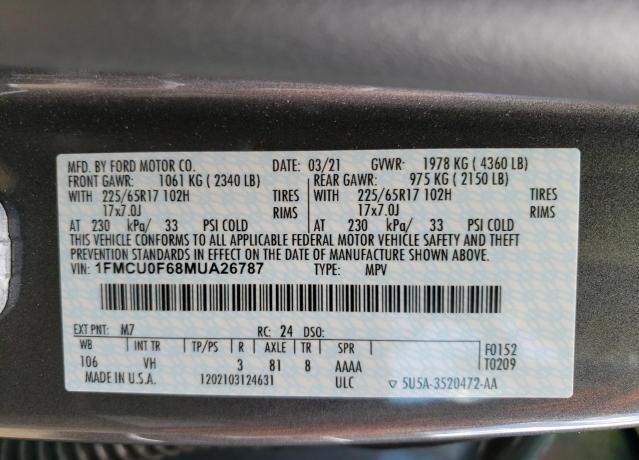 MFD. BY FORD MOTOR CO. DATE: 03/21 GVWR: 1978 KG ( 4360 LB)
FRONT GAWR: 1061 KG ( 2340 LB) REAR GAWR: 975 KG ( 2150 LB)
WITH 225/65R17 102H TIRES WITH 225/65R17 102H TIRES
17x7.0J RIMS 17x7.0J RIMS
AT 230 kPa/ 33 PSI COLD AT 230 kPa/ 33 PSI COLD
THIS VEHICLE CONFORMS TO ALL APPLICABLE FEDERAL MOTOR VEHICLE SAFETY AND THEFT
PREVENTION STANDARDS IN EFFECT ON THE DATE OF MANUFACTURE SHOWN ABOVE.
VIN: 1FMCU0F68MUA26787 TYPE: MPV
EXT PNT: M7 RC: 24 DSO:
WB INT TR TP/PS R AXLE TR SPR F0152
106 VH 3 81 8 AAAA T0209
MADE IN U.S.A. 1202103124631 ULC ▽ 5U5A-3520472-AA